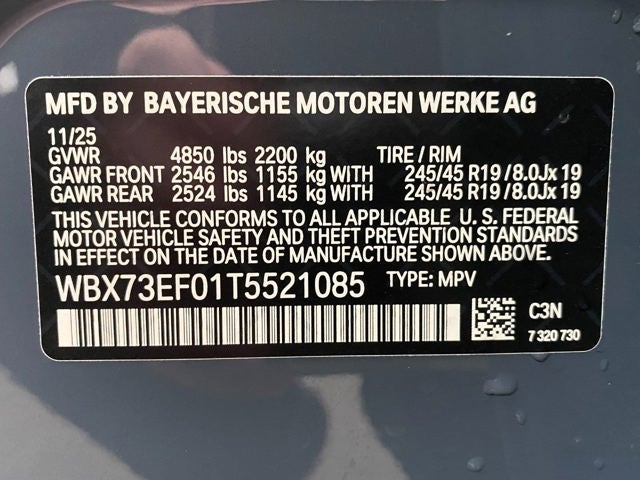 MFD BY BAYERISCHE MOTOREN WERKE AG
11/25
GVWR 4850 lbs 2200 kg TIRE / RIM
GAWR FRONT 2546 lbs 1155 kg WITH 245/45 R19/8.0Jx19
GAWR REAR 2524 lbs 1145 kg WITH 245/45 R19/8.0Jx19
THIS VEHICLE CONFORMS TO ALL APPLICABLE U.S. FEDERAL
MOTOR VEHICLE SAFETY AND THEFT PREVENTION STANDARDS
IN EFFECT ON THE DATE OF MANUFACTURE SHOWN ABOVE.
WBX73EF01T5521085 TYPE: MPV
C3N
7 320 730